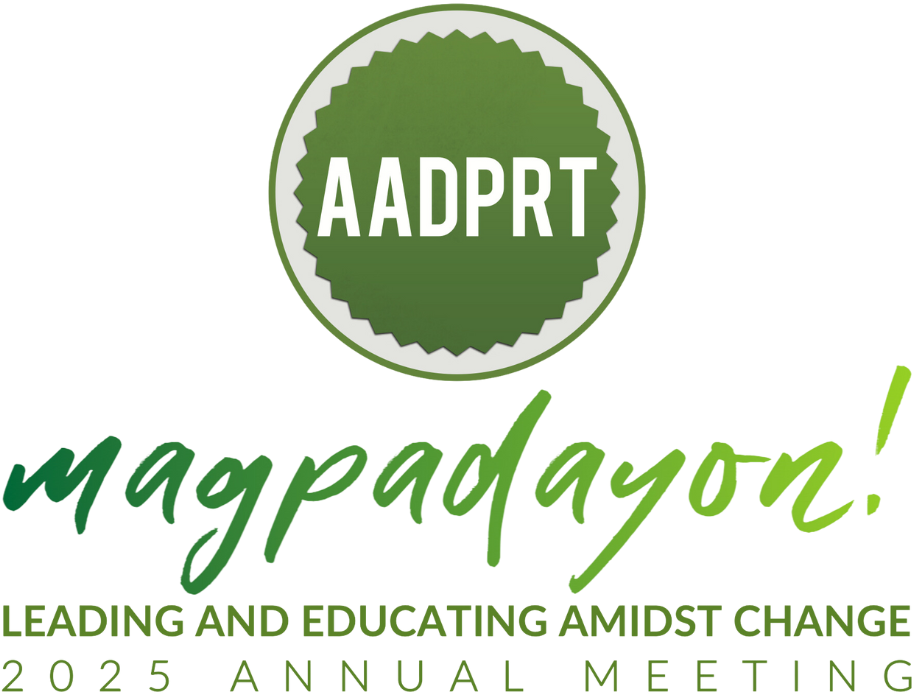 AADPRT
magpadayon!
LEADING AND EDUCATING AMIDST CHANGE
2025 ANNUAL MEETING